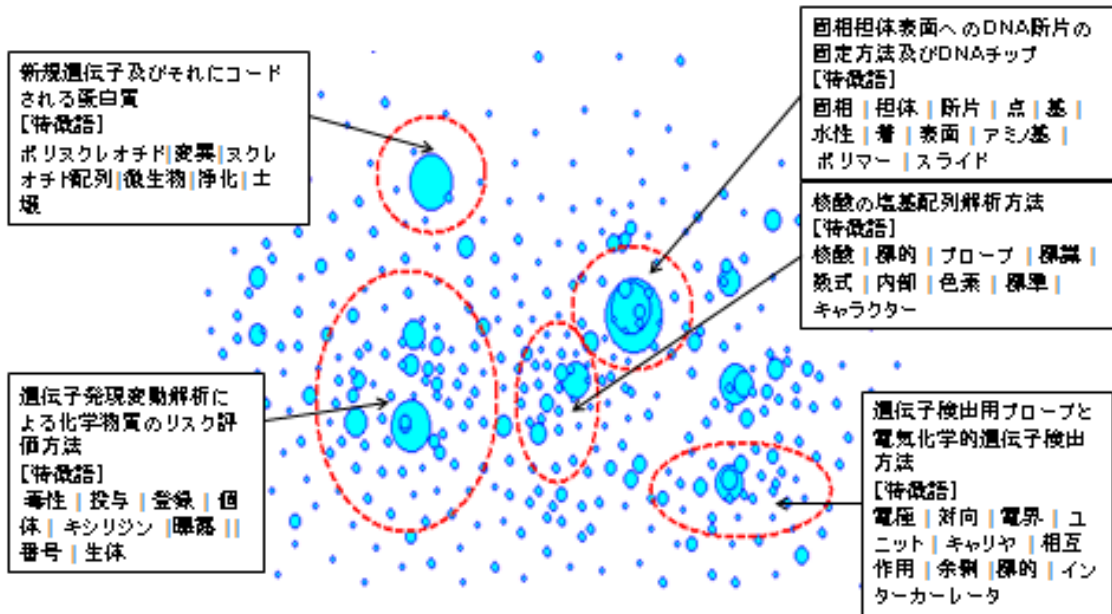 新規遺伝子及びそれにコード
される蛋白質
[特徴語]
ポリヌクレオチド|変異|ヌクレ
オチド配列|微生物|浄化|土
壌
固相担体表面へのDNA断片の
固定方法及びDNAチップ
[特徴語]
固相|担体|断片|点|基|
水性|着|表面|アミノ基|
ポリマー|スライド
核酸の塩基配列解析方法
[特徴語]
核酸|標的|プローブ|標識|
数式|内部|色素|標準|
キャラクター
遺伝子発現変動解析によ
る化学物質のリスク評
価方法
[特徴語]
毒性|投与|登録|個
体|キシリジン|曝露||
番号|生体
遺伝子検出用プローブと
電気化学的遺伝子検出
方法
[特徴語]
電極|対向|電界|ユ
ニット|キャリヤ|相互
作用|余剰|標的|イン
ターカーレータ